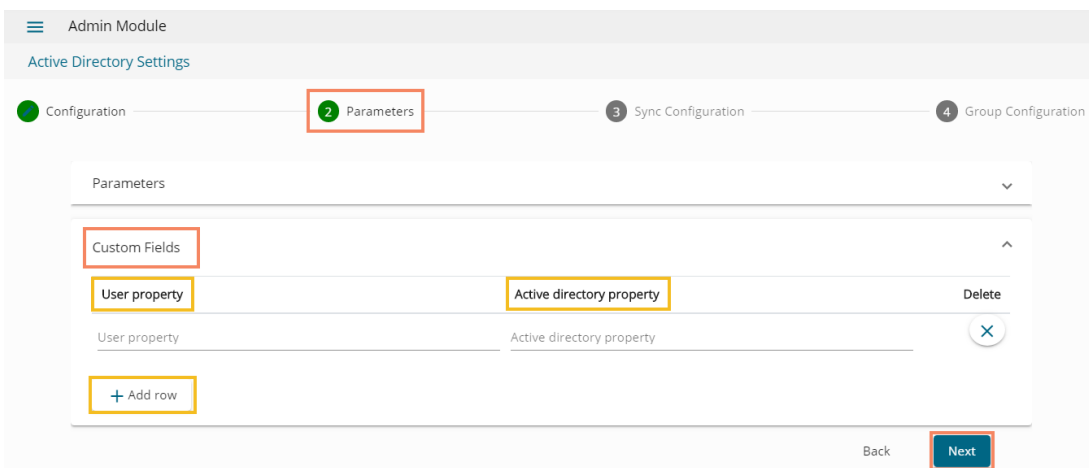 Admin Module
Active Directory Settings
Configuration 2 Parameters 3 Sync Configuration 4 Group Configuration
Parameters
Custom Fields
User property Active directory property Delete
User property Active directory property
+ Add row
Back Next